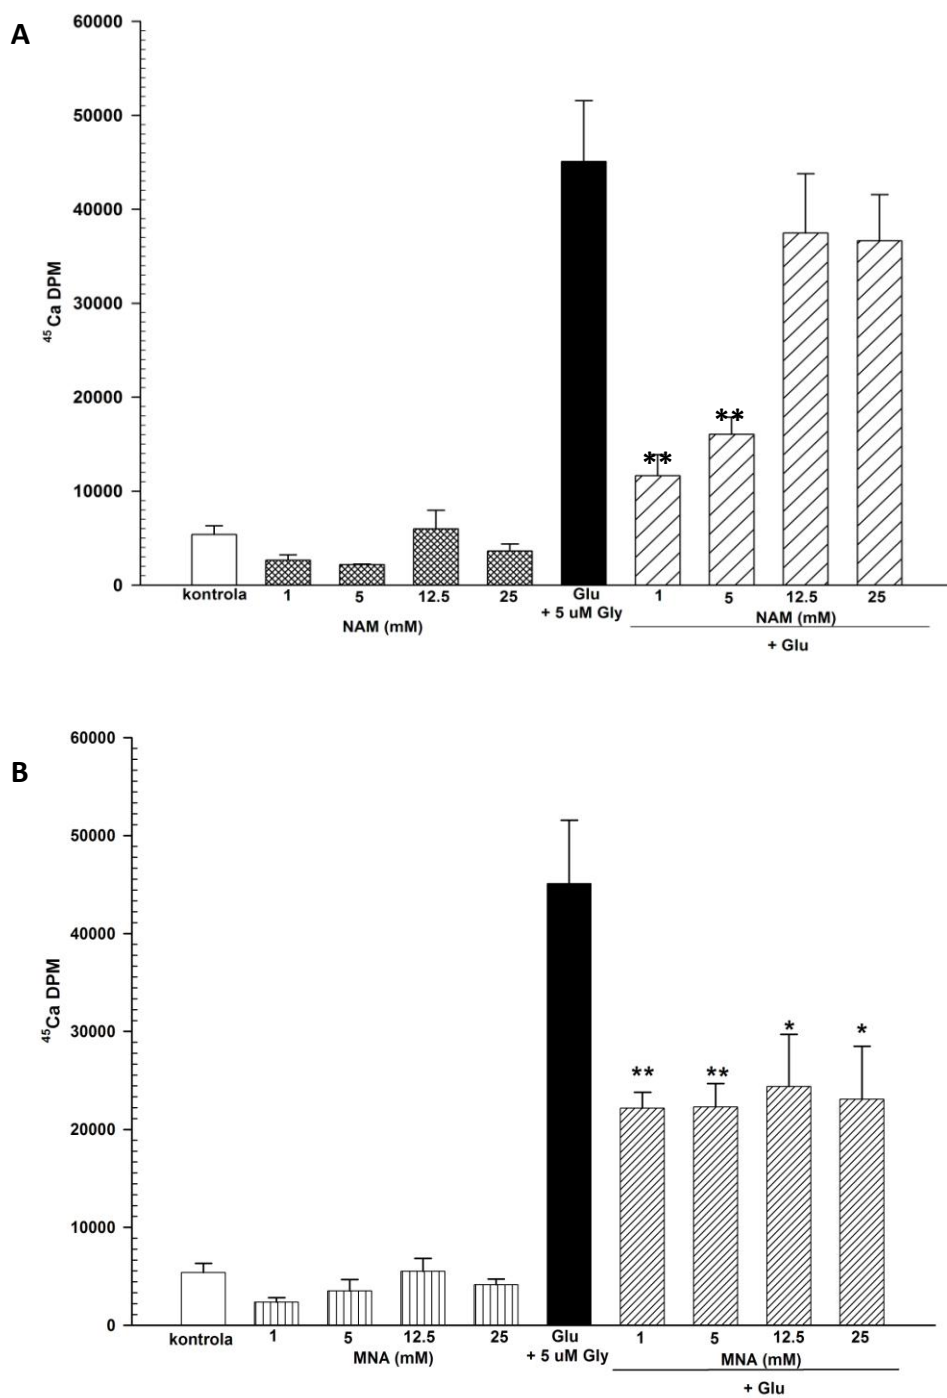 A
60000
50000
40000
30000
20000
10000
0
45Ca DPM
** **
kontrola 1 5 12.5 25 Glu 1 5 12.5 25
NAM (mM) + 5 uM Gly NAM (mM)
+ Glu
B
60000
50000
40000
30000
20000
10000
0
45Ca DPM
** ** * *
kontrola 1 5 12.5 25 Glu 1 5 12.5 25
MNA (mM) + 5 uM Gly MNA (mM)
+ Glu